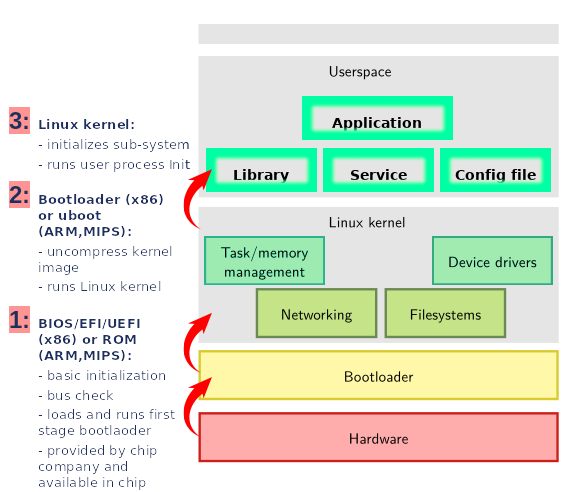 3:
Linux kernel:
- initializes sub-system
- runs user process Init
2:
Bootloader (x86)
or uboot
(ARM,MIPS):
- uncompress kernel
image
- runs Linux kernel
1:
BIOS/EFI/UEFI
(x86) or ROM
(ARM,MIPS):
- basic initialization
- bus check
- loads and runs first
stage bootlaoder
- provided by chip
company and
available in chip
Userspace
Application
Library
Service
Config file
Linux kernel
Task/memory
management
Device drivers
Networking
Filesystems
Bootloader
Hardware